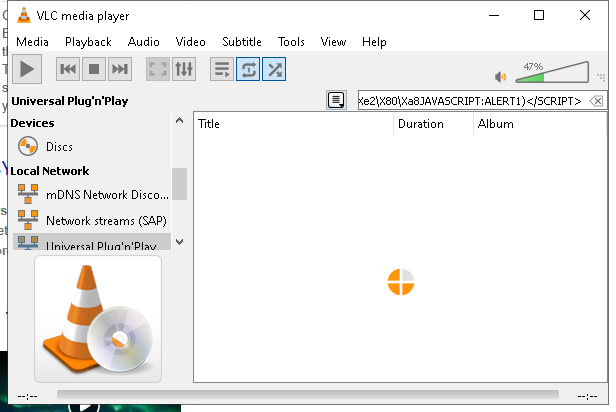 VLC media player
Media Playback Audio Video Subtitle Tools View Help
47%
Universal Plug'n'Play
Xe2\X80\Xa8JAVASCRIPT:ALERT1)</SCRIPT>
Devices
Discs
Local Network
mDNS Network Disco...
Network streams (SAP)
Universal Plug'n'Play
Title Duration Album
--:-- --:--